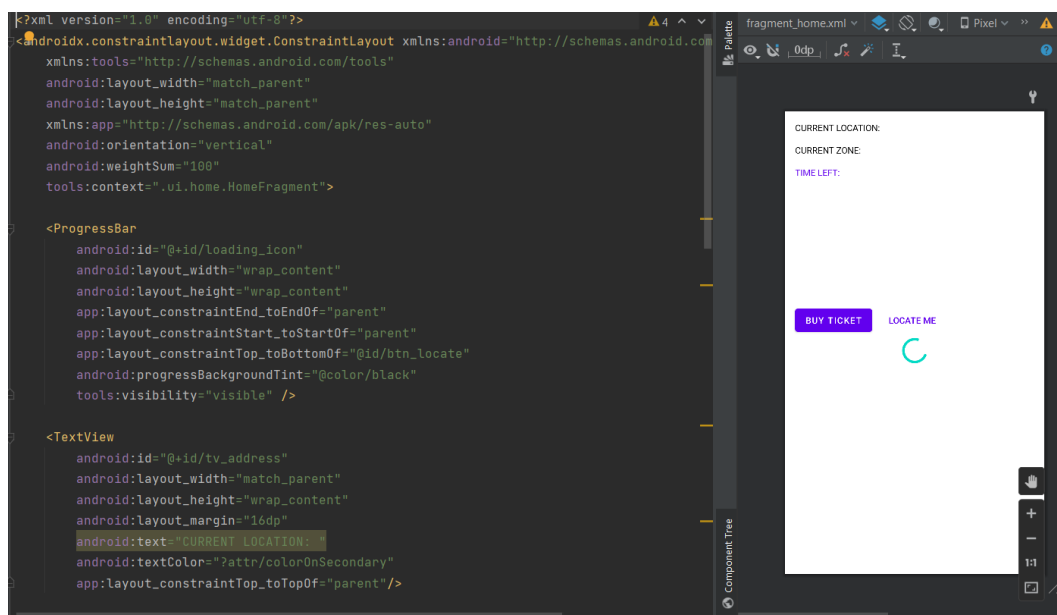 <?xml version="1.0" encoding="utf-8"?>
4
<androidx.constraintlayout.widget.ConstraintLayout xmlns:android="http://schemas.android.com
xmlns:tools="http://schemas.android.com/tools"
android:layout_width="match_parent"
android:layout_height="match_parent"
xmlns:app="http://schemas.android.com/apk/res-auto"
android:orientation="vertical"
android:weightSum="100"
tools:context=".ui.home.HomeFragment">
<ProgressBar
android:id="@+id/loading_icon"
android:layout_width="wrap_content"
android:layout_height="wrap_content"
app:layout_constraintEnd_toEndOf="parent"
app:layout_constraintStart_toStartOf="parent"
app:layout_constraintTop_toBottomOf="@id/btn_locate"
android:progressBackgroundTint="@color/black"
tools:visibility="visible" />
<TextView
android:id="@+id/tv_address"
android:layout_width="match_parent"
android:layout_height="wrap_content"
android:layout_margin="16dp"
android:text="CURRENT LOCATION: "
android:textColor="?attr/colorOnSecondary"
app:layout_constraintTop_toTopOf="parent"/>
Palette
Component Tree
fragment_home.xml
Pixel
0dp
CURRENT LOCATION:
CURRENT ZONE:
TIME LEFT:
BUY TICKET
LOCATE ME
1:1